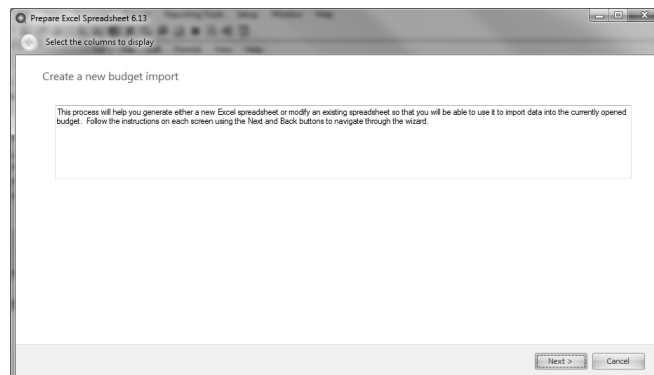 Prepare Excel Spreadsheet 6.13
Select the columns to display
Create a new budget import
This process will help you generate either a new Excel spreadsheet or modify an existing spreadsheet so that you will be able to use it to import data into the currently opened
budget. Follow the instructions on each screen using the Next and Back buttons to navigate through the wizard.
Next >
Cancel